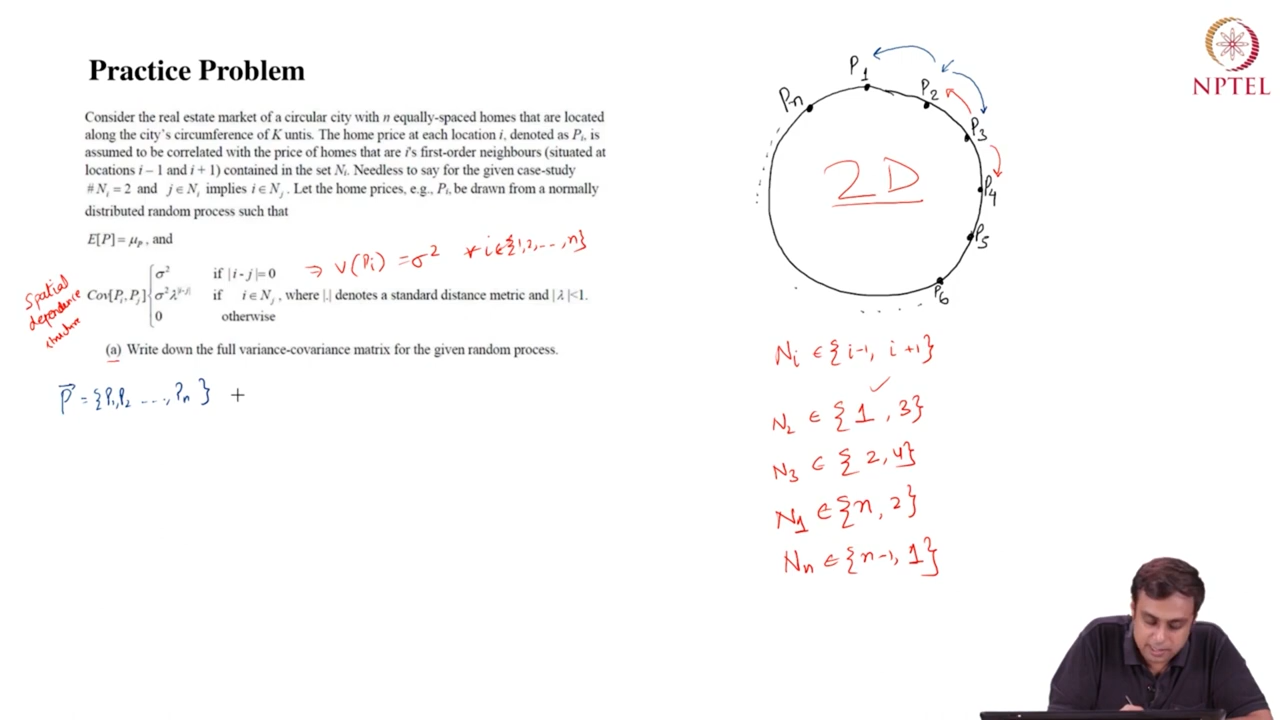 Practice Problem
NPTEL
Consider the real estate market of a circular city with n equally-spaced homes that are located
along the city's circumference of K untis. The home price at each location i, denoted as Pᵢ, is
assumed to be correlated with the price of homes that are i's first-order neighbours (situated at
locations i – 1 and i + 1) contained in the set Nᵢ. Needless to say for the given case-study
#Nᵢ = 2 and j ∈ Nᵢ implies i ∈ Nⱼ. Let the home prices, e.g., Pᵢ, be drawn from a normally
distributed random process such that
E[P] = μₚ, and
⇒ V(Pᵢ) = σ² ∀ i ∈ {1,2,...,n}
Spatial
dependence
structure
Cov{Pᵢ, Pⱼ} { σ² if |i - j| = 0
σ²λ^|i-j| if i ∈ Nⱼ, where |.| denotes a standard distance metric and |λ| < 1.
0 otherwise
(a) Write down the full variance-covariance matrix for the given random process.
P⃗ = {P₁,P₂ ..., Pₙ}
Pₙ
P₁
P₂
P₃
P₄
P₅
P₆
2D
Nᵢ ∈ {i-1, i+1}
N₂ ∈ {1, 3}
N₃ ∈ {2, 4}
N₁ ∈ {n, 2}
Nₙ ∈ {n-1, 1}